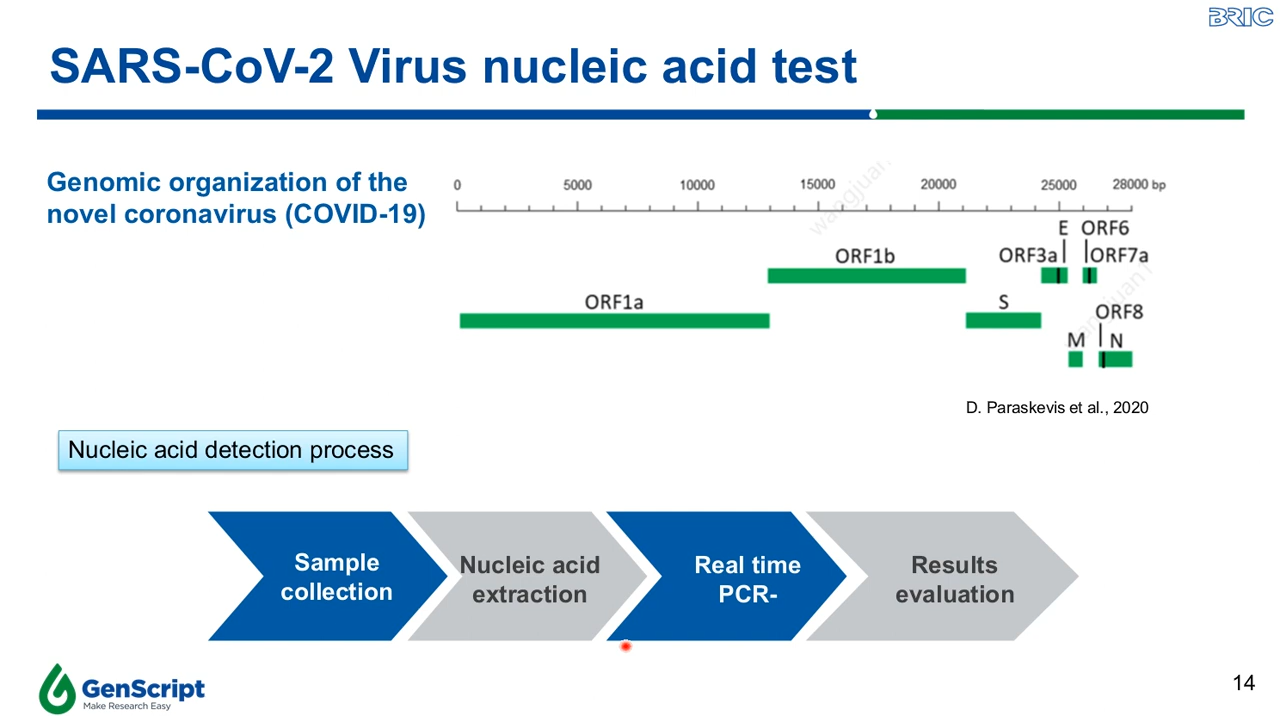 BRIC
SARS-CoV-2 Virus nucleic acid test
Genomic organization of the
novel coronavirus (COVID-19)
0 5000 10000 15000 20000 25000 28000 bp
wangjuan
E ORF6
ORF1b ORF3a ORF7a
ORF1a S
ORF8
M N
D. Paraskevis et al., 2020
Nucleic acid detection process
Sample
collection
Nucleic acid
extraction
Real time
PCR-
Results
evaluation
GenScript
Make Research Easy
14